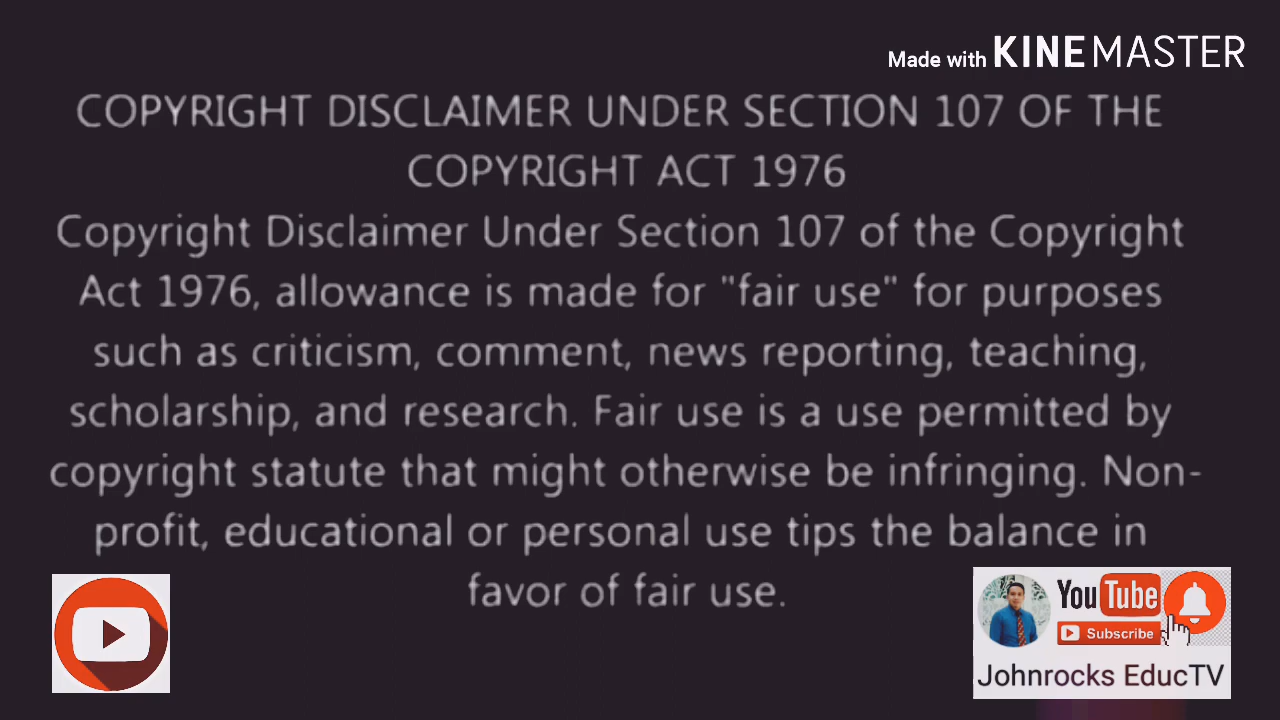 Made with KINEMASTER
COPYRIGHT DISCLAIMER UNDER SECTION 107 OF THE
COPYRIGHT ACT 1976
Copyright Disclaimer Under Section 107 of the Copyright
Act 1976, allowance is made for "fair use" for purposes
such as criticism, comment, news reporting, teaching,
scholarship, and research. Fair use is a use permitted by
copyright statute that might otherwise be infringing. Non-
profit, educational or personal use tips the balance in
favor of fair use.
YouTube
Subscribe
Johnrocks EducTV